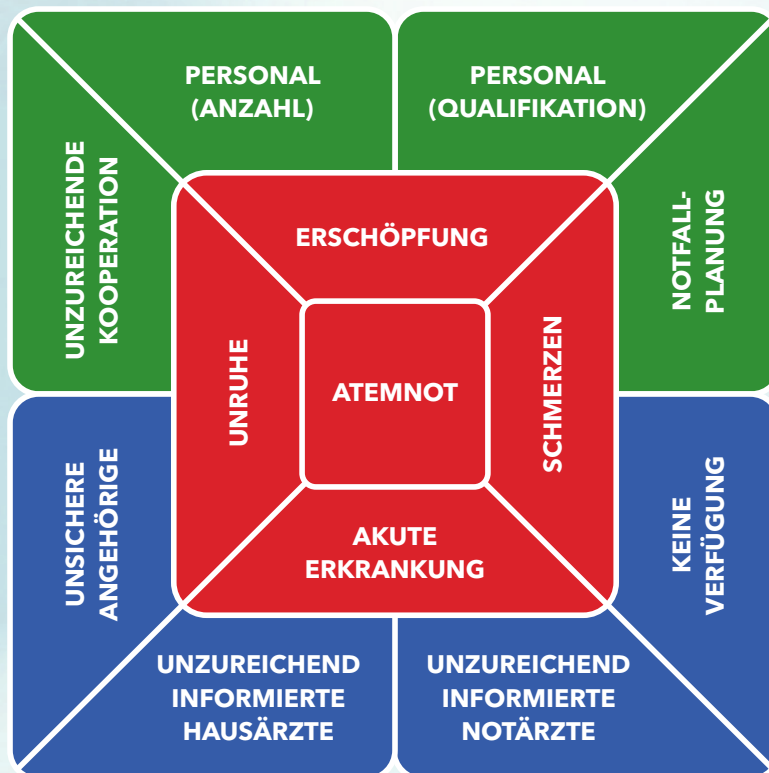 PERSONAL
(ANZAHL)
PERSONAL
(QUALIFIKATION)
UNZUREICHENDE
KOOPERATION
NOTFALL-
PLANUNG
ERSCHÖPFUNG
UNRUHE
ATEMNOT
SCHMERZEN
AKUTE
ERKRANKUNG
UNSICHERE
ANGEHÖRIGE
KEINE
VERFÜGUNG
UNZUREICHEND
INFORMIERTE
HAUSÄRZTE
UNZUREICHEND
INFORMIERTE
NOTÄRZTE